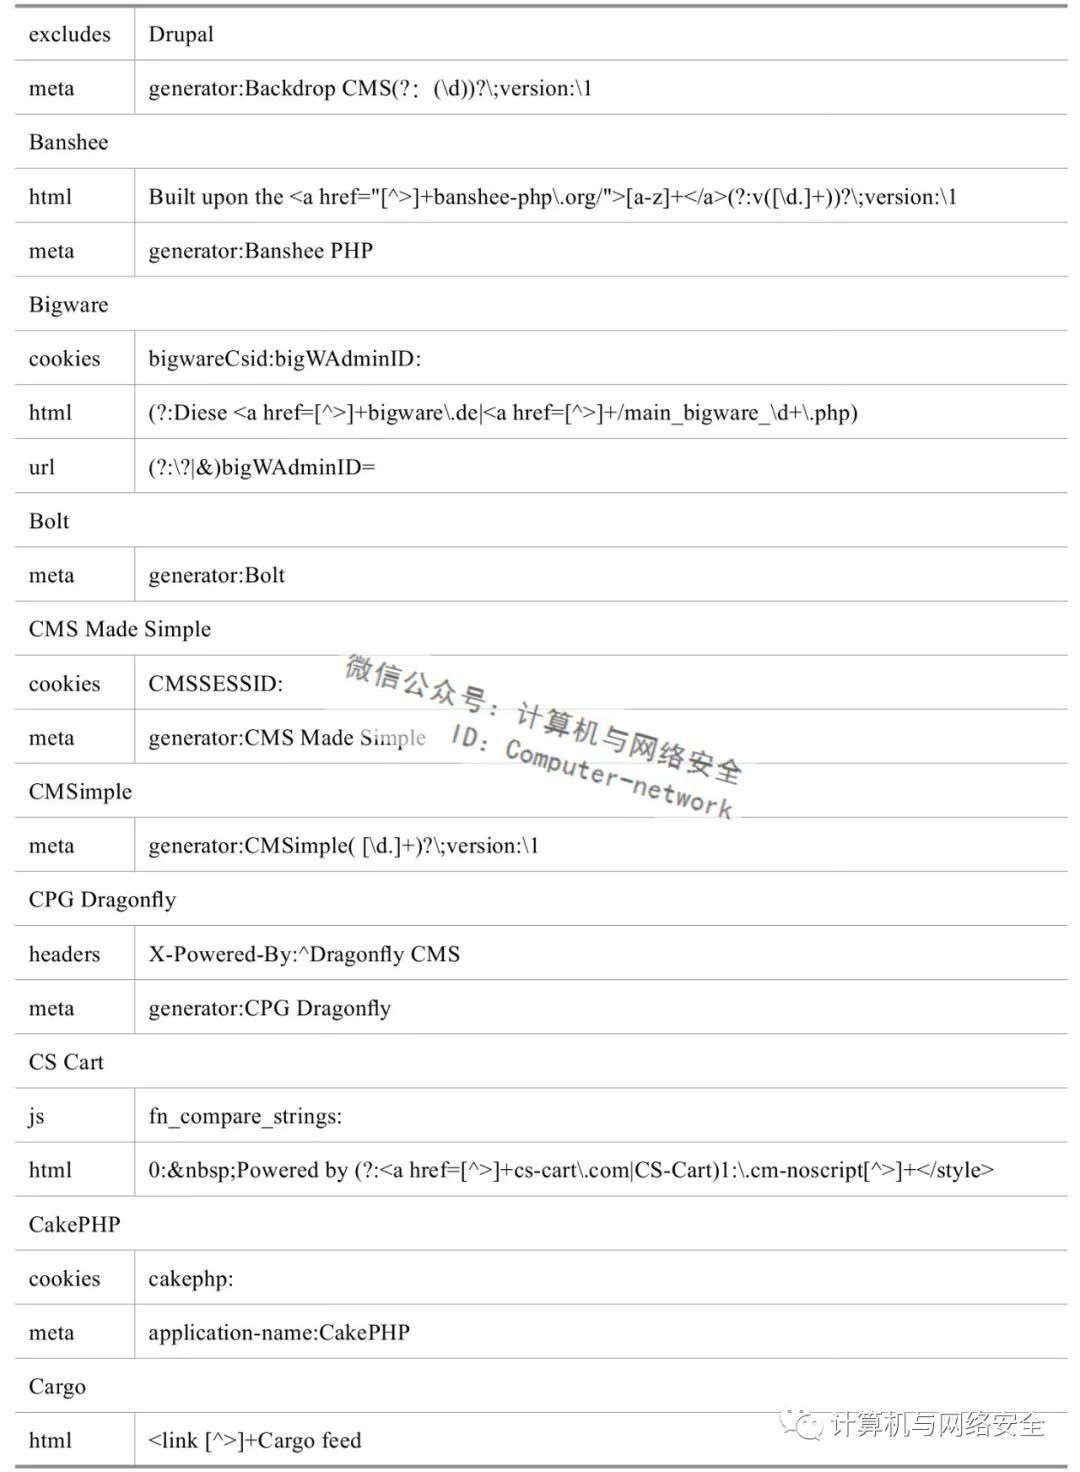 excludes Drupal
meta generator:Backdrop CMS(?：(\d))?\;version:\1
Banshee
html Built upon the <a href="[^>]+banshee-php\.org/">[a-z]+</a>(?:v([\d.]+))?\;version:\1
meta generator:Banshee PHP
Bigware
cookies bigwareCsid:bigWAdminID:
html (?:Diese <a href=[^>]+bigware\.de|<a href=[^>]+/main_bigware_\d+\.php)
url (?:\?|&)bigWAdminID=
Bolt
meta generator:Bolt
CMS Made Simple
cookies CMSSESSID:
meta generator:CMS Made Simple
微信公众号：计算机与网络安全
ID：Computer-network
CMSimple
meta generator:CMSimple( [\d.]+)?\;version:\1
CPG Dragonfly
headers X-Powered-By:^Dragonfly CMS
meta generator:CPG Dragonfly
CS Cart
js fn_compare_strings:
html 0:&nbsp;Powered by (?:<a href=[^>]+cs-cart\.com|CS-Cart)1:\.cm-noscript[^>]+</style>
CakePHP
cookies cakephp:
meta application-name:CakePHP
Cargo
html <link [^>]+Cargo feed
计算机与网络安全